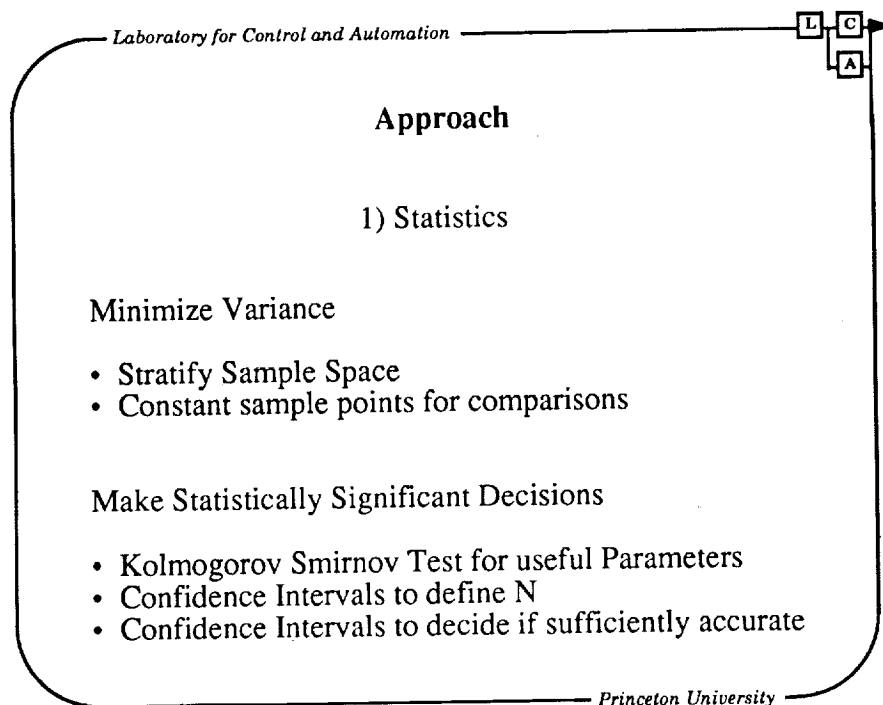 Laboratory for Control and Automation
L C
A
Approach
1) Statistics
Minimize Variance
• Stratify Sample Space
• Constant sample points for comparisons
Make Statistically Significant Decisions
• Kolmogorov Smirnov Test for useful Parameters
• Confidence Intervals to define N
• Confidence Intervals to decide if sufficiently accurate
Princeton University